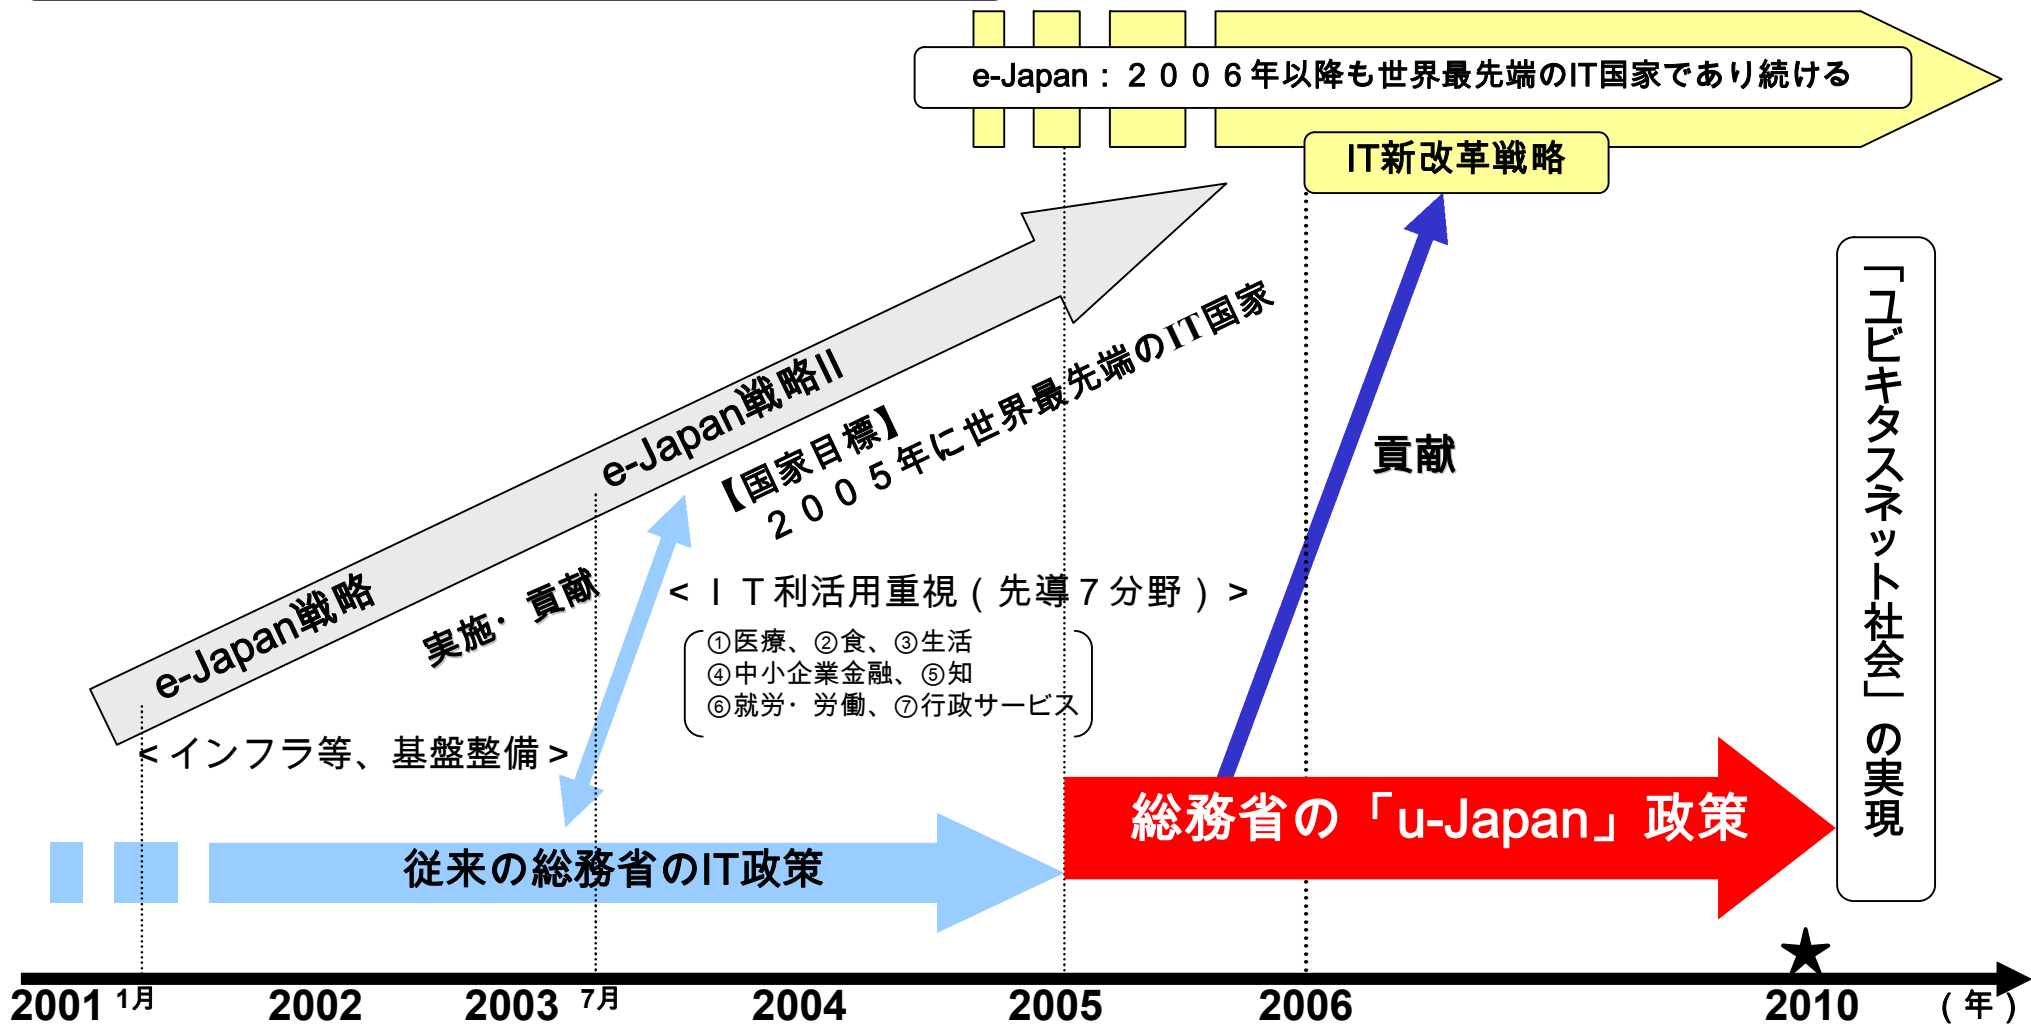 e-Japan：２００６年以降も世界最先端のIT国家であり続ける
IT新改革戦略
e-Japan戦略II
【国家目標】
２００５年に世界最先端のIT国家
e-Japan戦略
実施・貢献
貢献
＜ＩＴ利活用重視（先導７分野）＞
①医療、②食、③生活
④中小企業金融、⑤知
⑥就労・労働、⑦行政サービス
＜インフラ等、基盤整備＞
従来の総務省のIT政策
総務省の「u-Japan」政策
「ユビキタスネット社会」の実現
2001 1月 2002 2003 7月 2004 2005 2006 2010 （年）